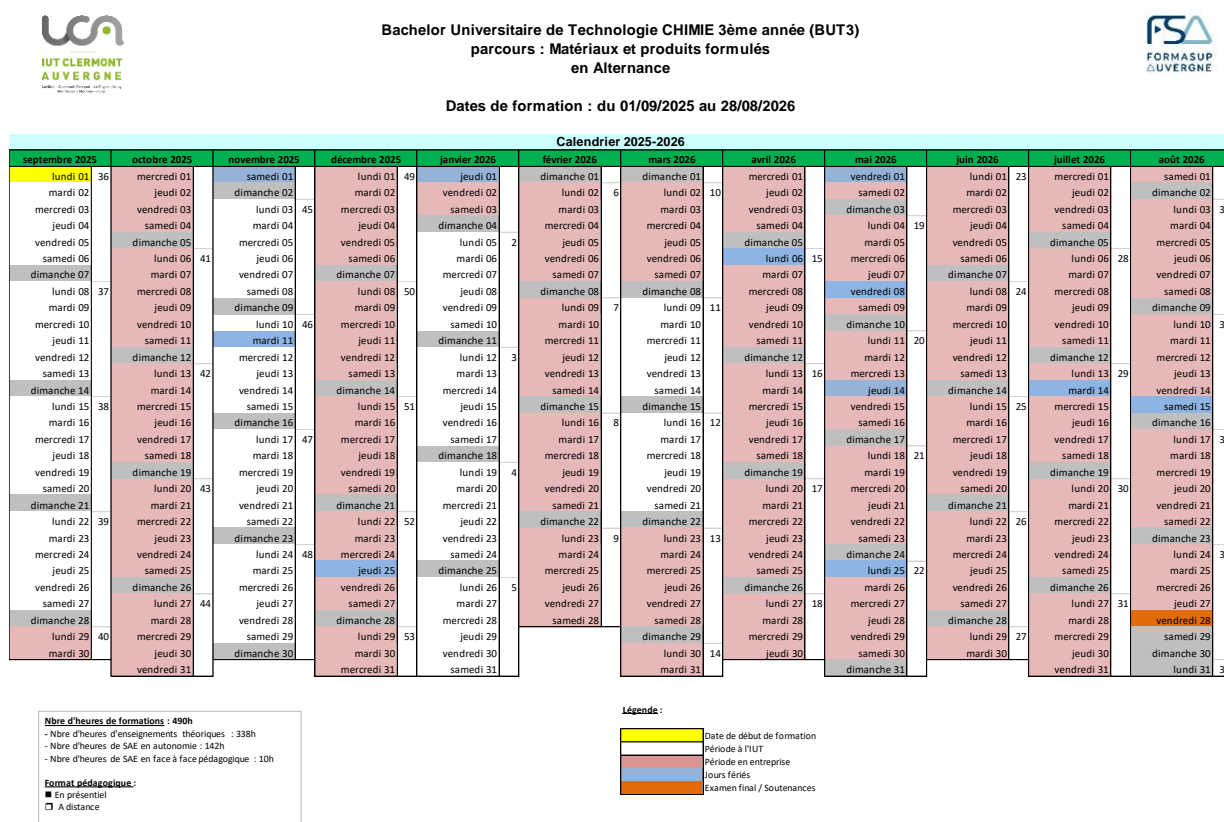 UCA
IUT CLERMONT
AUVERGNE
Bachelor Universitaire de Technologie CHIMIE 3ème année (BUT3)
parcours : Matériaux et produits formulés
en Alternance
FSA
FORMASUP
AUVERGNE
Dates de formation : du 01/09/2025 au 28/08/2026
Calendrier 2025-2026
septembre 2025 octobre 2025 novembre 2025 décembre 2025 janvier 2026 février 2026 mars 2026 avril 2026 mai 2026 juin 2026 juillet 2026 août 2026
lundi 01 36 mercredi 01 samedi 01 lundi 01 49 jeudi 01 dimanche 01 dimanche 01 mercredi 01 vendredi 01 lundi 01 23 mercredi 01 samedi 01
mardi 02 jeudi 02 dimanche 02 mardi 02 vendredi 02 lundi 02 6 lundi 02 10 jeudi 02 samedi 02 mardi 02 jeudi 02 dimanche 02
mercredi 03 vendredi 03 lundi 03 45 mercredi 03 samedi 03 mardi 03 mardi 03 vendredi 03 dimanche 03 mercredi 03 vendredi 03 lundi 03 3
jeudi 04 samedi 04 mardi 04 jeudi 04 dimanche 04 mercredi 04 mercredi 04 samedi 04 lundi 04 19 jeudi 04 samedi 04 mardi 04
vendredi 05 dimanche 05 mercredi 05 vendredi 05 lundi 05 2 jeudi 05 jeudi 05 dimanche 05 mardi 05 vendredi 05 dimanche 05 mercredi 05
samedi 06 lundi 06 41 jeudi 06 samedi 06 mardi 06 vendredi 06 vendredi 06 lundi 06 15 mercredi 06 samedi 06 lundi 06 28 jeudi 06
dimanche 07 mardi 07 vendredi 07 dimanche 07 mercredi 07 samedi 07 samedi 07 mardi 07 jeudi 07 dimanche 07 mardi 07 vendredi 07
lundi 08 37 mercredi 08 samedi 08 lundi 08 50 jeudi 08 dimanche 08 dimanche 08 mercredi 08 vendredi 08 lundi 08 24 mercredi 08 samedi 08
mardi 09 jeudi 09 dimanche 09 mardi 09 vendredi 09 lundi 09 7 lundi 09 11 jeudi 09 samedi 09 mardi 09 jeudi 09 dimanche 09
mercredi 10 vendredi 10 lundi 10 46 mercredi 10 samedi 10 mardi 10 mardi 10 vendredi 10 dimanche 10 mercredi 10 vendredi 10 lundi 10 3
jeudi 11 samedi 11 mardi 11 jeudi 11 dimanche 11 mercredi 11 mercredi 11 samedi 11 lundi 11 20 jeudi 11 samedi 11 mardi 11
vendredi 12 dimanche 12 mercredi 12 vendredi 12 lundi 12 3 jeudi 12 jeudi 12 dimanche 12 mardi 12 vendredi 12 dimanche 12 mercredi 12
samedi 13 lundi 13 42 jeudi 13 samedi 13 mardi 13 vendredi 13 vendredi 13 lundi 13 16 mercredi 13 samedi 13 lundi 13 29 jeudi 13
dimanche 14 mardi 14 vendredi 14 dimanche 14 mercredi 14 samedi 14 samedi 14 mardi 14 jeudi 14 dimanche 14 mardi 14 vendredi 14
lundi 15 38 mercredi 15 samedi 15 lundi 15 51 jeudi 15 dimanche 15 dimanche 15 mercredi 15 vendredi 15 lundi 15 25 mercredi 15 samedi 15
mardi 16 jeudi 16 dimanche 16 mardi 16 vendredi 16 lundi 16 8 lundi 16 12 jeudi 16 samedi 16 mardi 16 jeudi 16 dimanche 16
mercredi 17 vendredi 17 lundi 17 47 mercredi 17 samedi 17 mardi 17 mardi 17 vendredi 17 dimanche 17 mercredi 17 vendredi 17 lundi 17 3
jeudi 18 samedi 18 mardi 18 jeudi 18 dimanche 18 mercredi 18 mercredi 18 samedi 18 lundi 18 21 jeudi 18 samedi 18 mardi 18
vendredi 19 dimanche 19 mercredi 19 vendredi 19 lundi 19 4 jeudi 19 jeudi 19 dimanche 19 mardi 19 vendredi 19 dimanche 19 mercredi 19
samedi 20 lundi 20 43 jeudi 20 samedi 20 mardi 20 vendredi 20 vendredi 20 lundi 20 17 mercredi 20 samedi 20 lundi 20 30 jeudi 20
dimanche 21 mardi 21 vendredi 21 dimanche 21 mercredi 21 samedi 21 samedi 21 mardi 21 jeudi 21 dimanche 21 mardi 21 vendredi 21
lundi 22 39 mercredi 22 samedi 22 lundi 22 52 jeudi 22 dimanche 22 dimanche 22 mercredi 22 vendredi 22 lundi 22 26 mercredi 22 samedi 22
mardi 23 jeudi 23 dimanche 23 mardi 23 vendredi 23 lundi 23 9 lundi 23 13 jeudi 23 samedi 23 mardi 23 jeudi 23 dimanche 23
mercredi 24 vendredi 24 lundi 24 48 mercredi 24 samedi 24 mardi 24 mardi 24 vendredi 24 dimanche 24 mercredi 24 vendredi 24 lundi 24 3
jeudi 25 samedi 25 mardi 25 jeudi 25 dimanche 25 mercredi 25 mercredi 25 samedi 25 lundi 25 22 jeudi 25 samedi 25 mardi 25
vendredi 26 dimanche 26 mercredi 26 vendredi 26 lundi 26 5 jeudi 26 jeudi 26 dimanche 26 mardi 26 vendredi 26 dimanche 26 mercredi 26
samedi 27 lundi 27 44 jeudi 27 samedi 27 mardi 27 vendredi 27 vendredi 27 lundi 27 18 mercredi 27 samedi 27 lundi 27 31 jeudi 27
dimanche 28 mardi 28 vendredi 28 dimanche 28 mercredi 28 samedi 28 samedi 28 mardi 28 jeudi 28 dimanche 28 mardi 28 vendredi 28
lundi 29 40 mercredi 29 samedi 29 lundi 29 53 jeudi 29 dimanche 29 mercredi 29 vendredi 29 lundi 29 27 mercredi 29 samedi 29
mardi 30 jeudi 30 dimanche 30 mardi 30 vendredi 30 lundi 30 14 jeudi 30 samedi 30 mardi 30 jeudi 30 dimanche 30
vendredi 31 mercredi 31 samedi 31 mardi 31 dimanche 31 vendredi 31 lundi 31 3
Nbre d'heures de formations : 490h
- Nbre d'heures d'enseignements théoriques : 338h
- Nbre d'heures de SAE en autonomie : 142h
- Nbre d'heures de SAE en face à face pédagogique : 10h
Format pédagogique :
■ En présentiel
❒ A distance
Légende :
Date de début de formation
Période à l'IUT
Période en entreprise
Jours fériés
Examen final / Soutenances